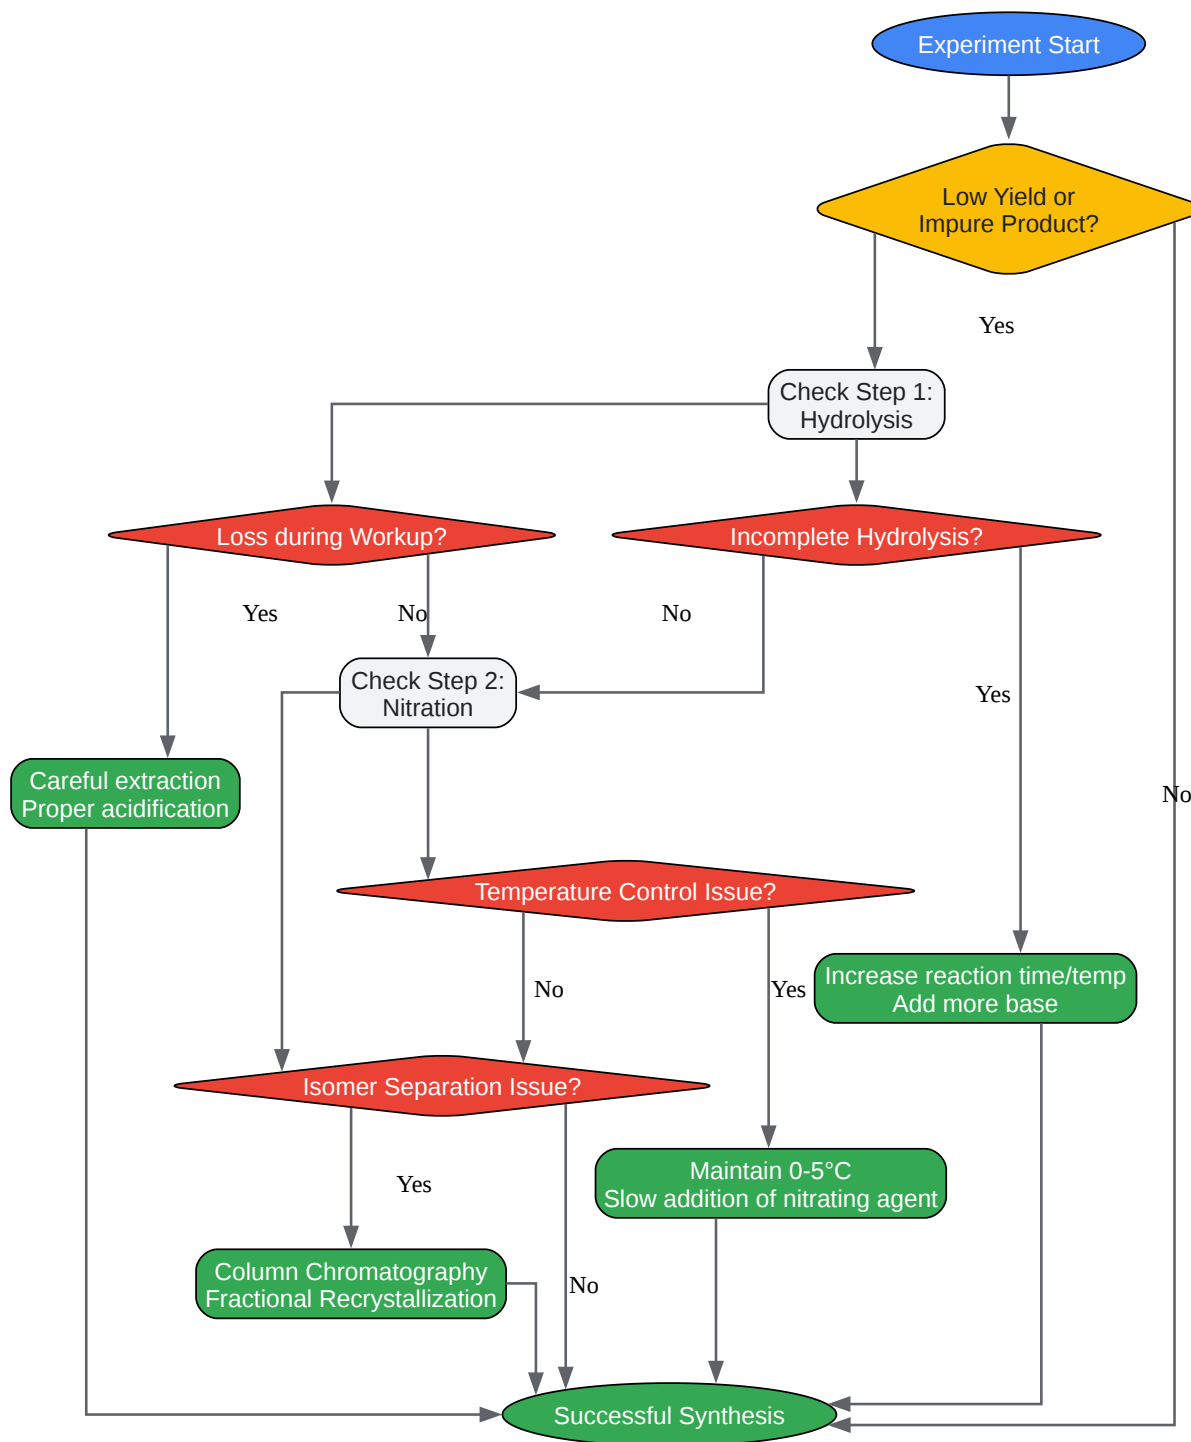 Experiment Start
Low Yield or
Impure Product?
Yes
Check Step 1:
Hydrolysis
Loss during Workup?
Incomplete Hydrolysis?
Yes
No
No
Check Step 2:
Nitration
Yes
Careful extraction
Proper acidification
No
Temperature Control Issue?
Increase reaction time/temp
Add more base
No
Yes
Isomer Separation Issue?
Maintain 0-5°C
Slow addition of nitrating agent
Yes
Column Chromatography
Fractional Recrystallization
No
Successful Synthesis